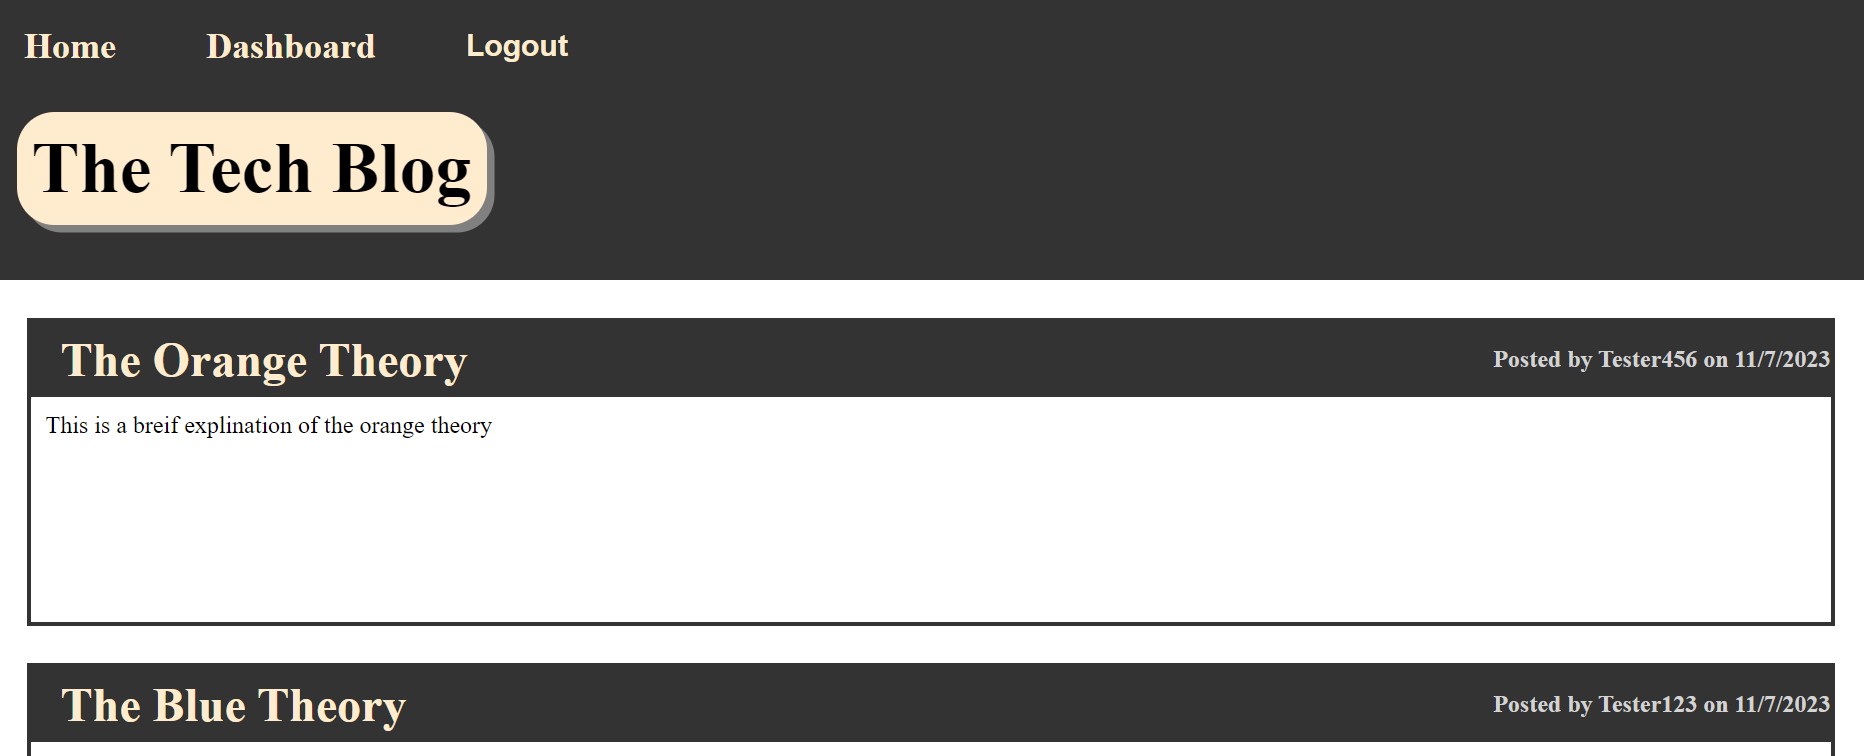 Home Dashboard Logout
The Tech Blog
The Orange Theory Posted by Tester456 on 11/7/2023
This is a breif explination of the orange theory
The Blue Theory Posted by Tester123 on 11/7/2023